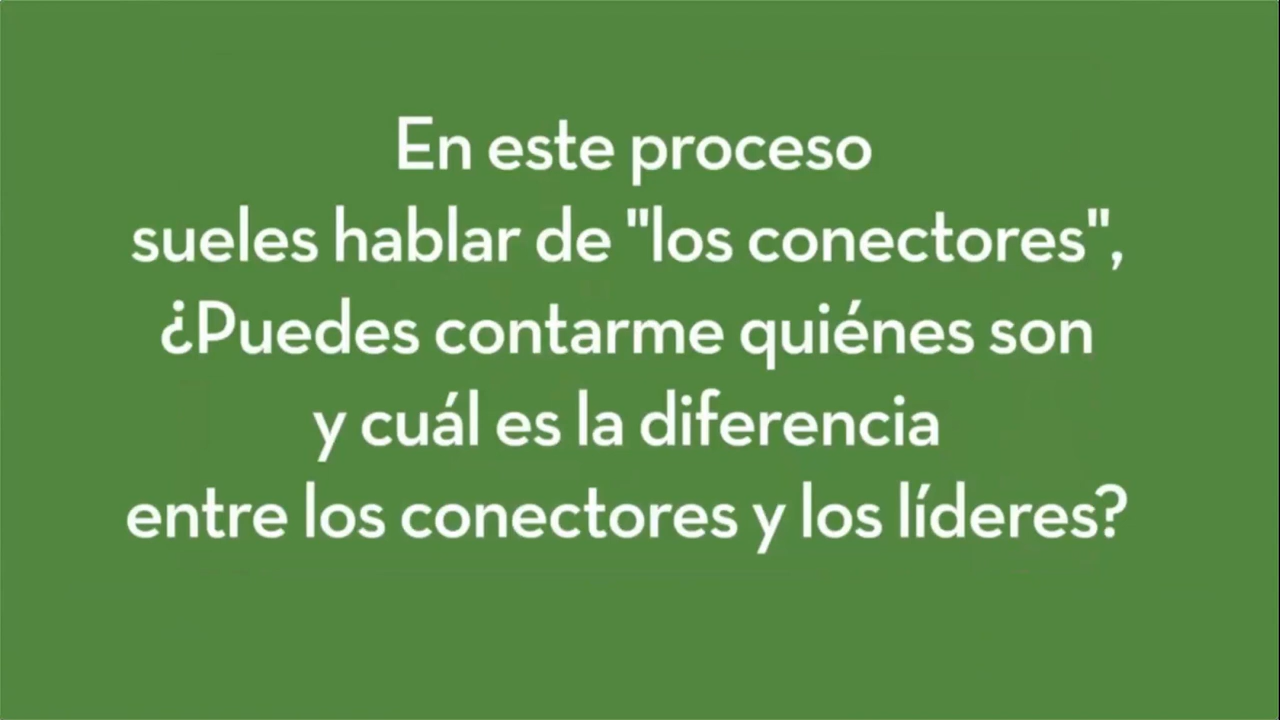 En este proceso
sueles hablar de "los conectores",
¿Puedes contarme quiénes son
y cuál es la diferencia
entre los conectores y los líderes?